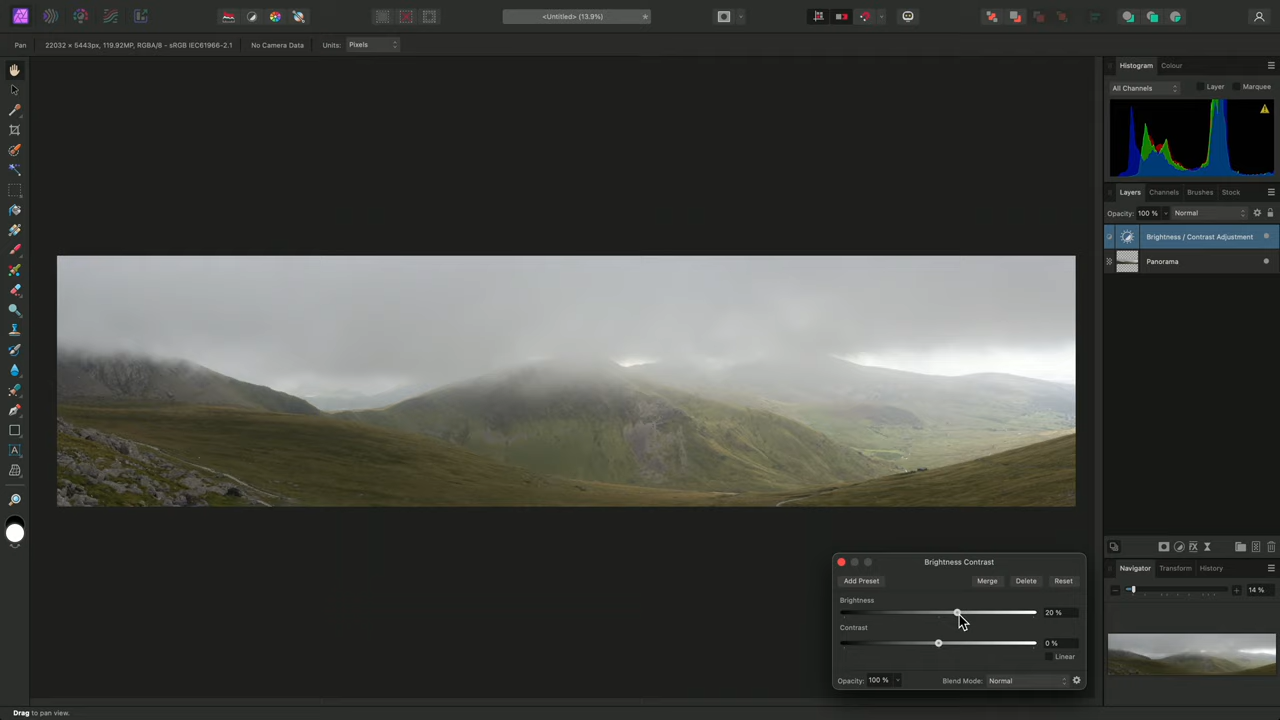 <Untitled> (13.9%)
Pan
22032 × 5443px, 119.92MP, RGBA/8 - sRGB IEC61966-2.1
No Camera Data
Units:
Pixels
Histogram
Colour
All Channels
Layer
Marquee
Layers
Channels
Brushes
Stock
Opacity:
100 %
Normal
Brightness / Contrast Adjustment
Panorama
Brightness Contrast
Add Preset
Merge
Delete
Reset
Brightness
20 %
Contrast
0 %
Linear
Opacity:
100 %
Blend Mode:
Normal
Navigator
Transform
History
14 %
Drag to pan view.